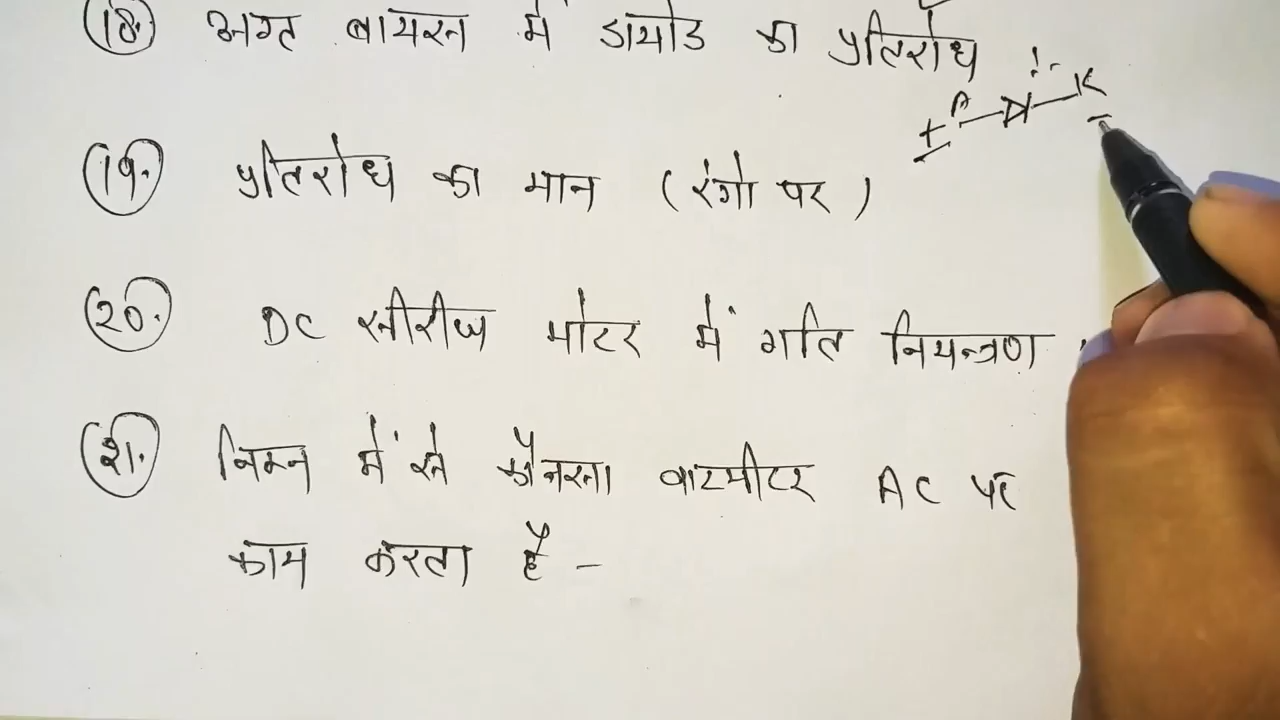 (18.) अग्र बायस में डायोड का प्रतिरोध
+ A K -
(19.) प्रतिरोध का मान (रंगो पर)
(20.) DC सीरीज मोटर में गति नियन्त्रण
(21.) निम्न में से कौनसा वाटमीटर AC पर
काम करता है -